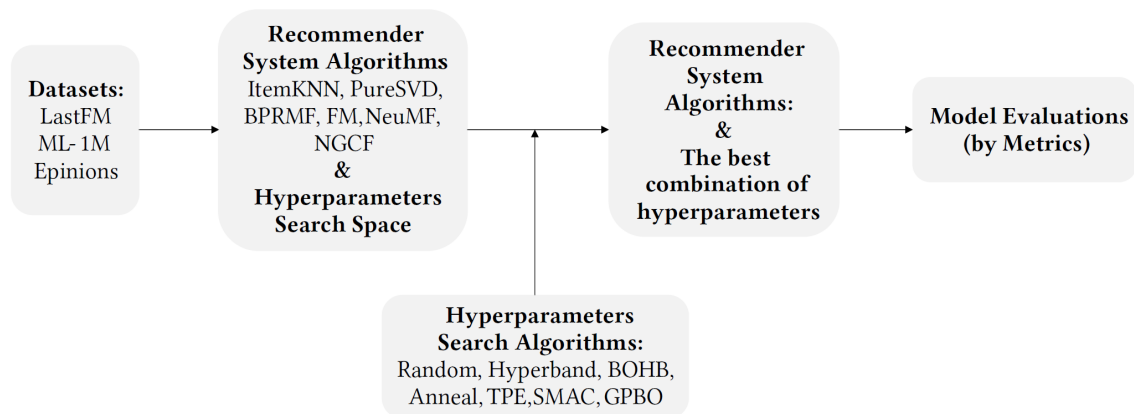 Datasets:
LastFM
ML-1M
Epinions
Recommender
System Algorithms
ItemKNN, PureSVD,
BPRMF, FM,NeuMF,
NGCF
&
Hyperparameters
Search Space
Hyperparameters
Search Algorithms:
Random, Hyperband, BOHB,
Anneal, TPE,SMAC, GPBO
Recommender
System
Algorithms:
&
The best
combination of
hyperparameters
Model Evaluations
(by Metrics)